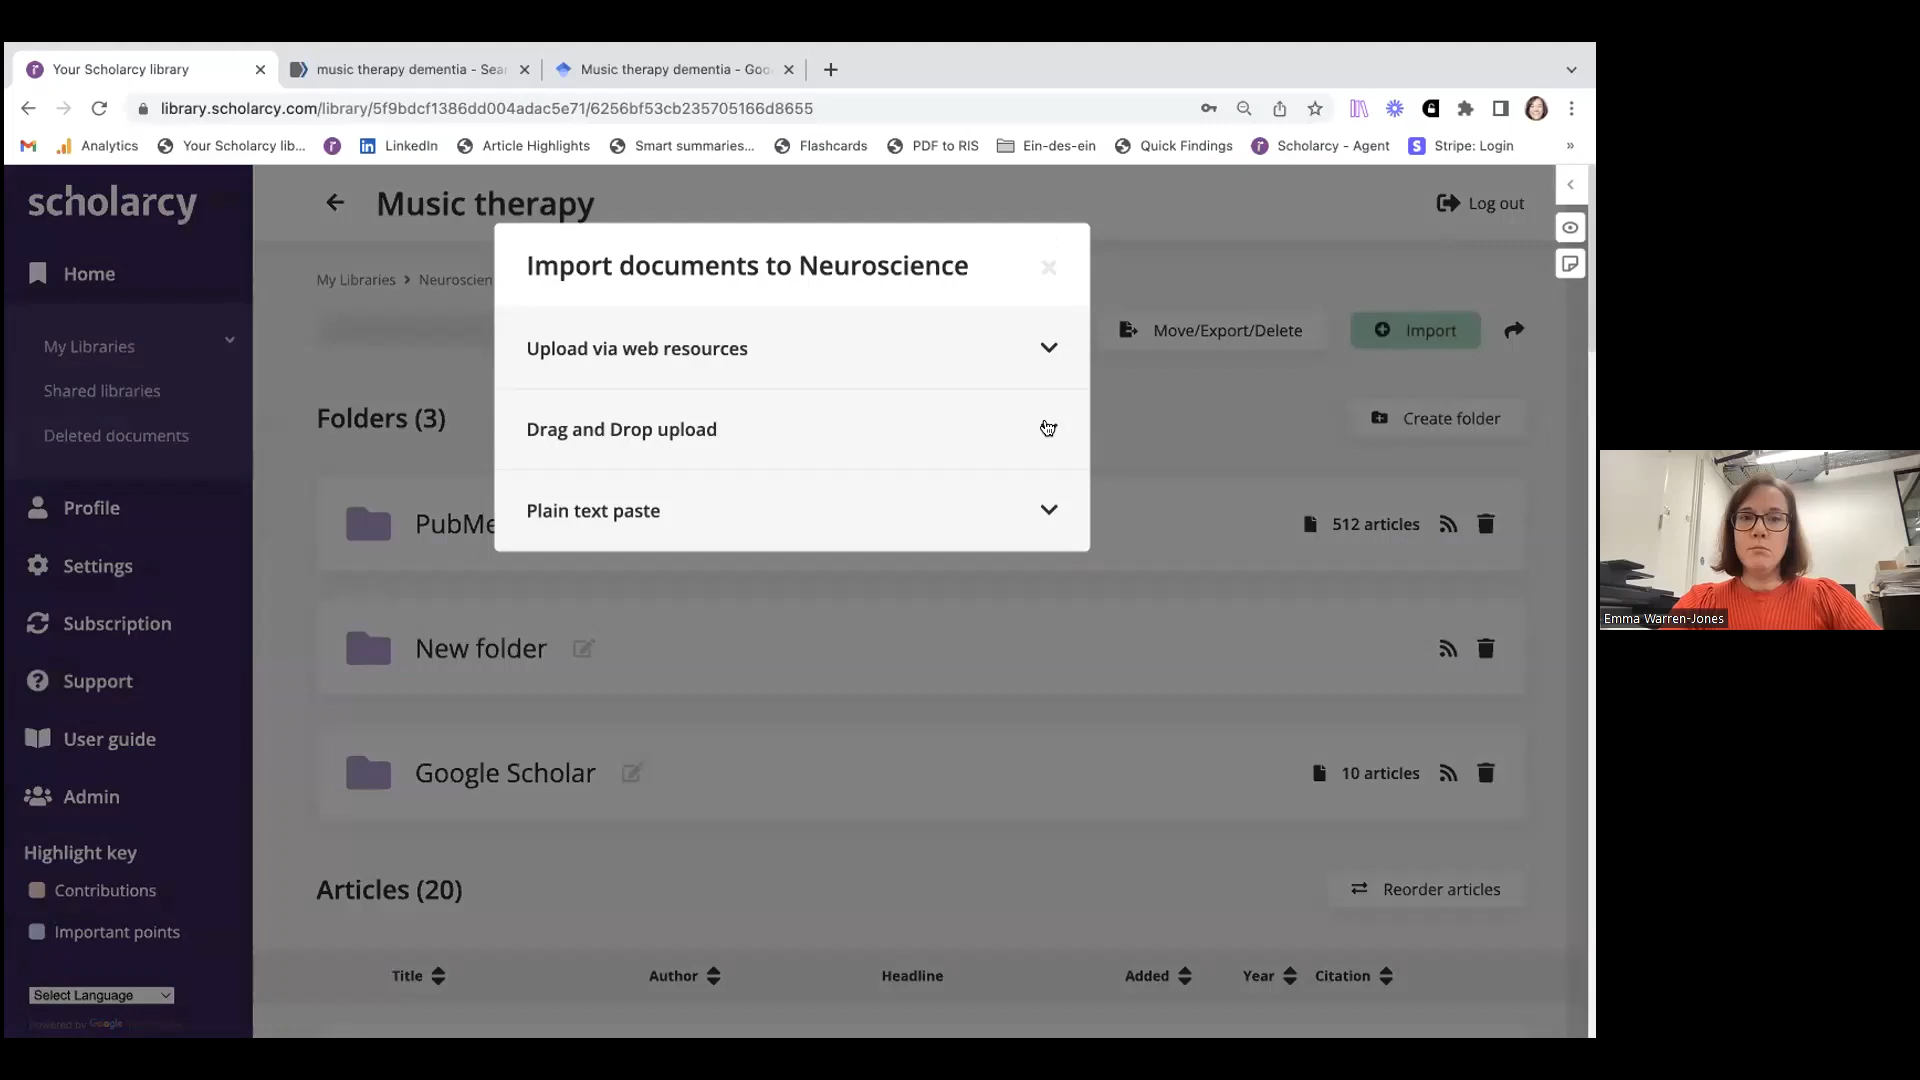 Your Scholarcy library
music therapy dementia - Sear
Music therapy dementia - Goo
library.scholarcy.com/library/5f9bdcf1386dd004adac5e71/6256bf53cb235705166d8655
Analytics
Your Scholarcy lib...
LinkedIn
Article Highlights
Smart summaries...
Flashcards
PDF to RIS
Ein-des-ein
Quick Findings
Scholarcy - Agent
Stripe: Login
»
scholarcy
Music therapy
Log out
Home
My Libraries > Neuroscien
Import documents to Neuroscience
My Libraries
Shared libraries
Deleted documents
Upload via web resources
Drag and Drop upload
Plain text paste
Move/Export/Delete
Import
Folders (3)
Create folder
PubMe
512 articles
New folder
Google Scholar
10 articles
Profile
Settings
Subscription
Support
User guide
Admin
Highlight key
Contributions
Important points
Select Language
Powered by Google
Articles (20)
Reorder articles
Title
Author
Headline
Added
Year
Citation
Emma Warren-Jones